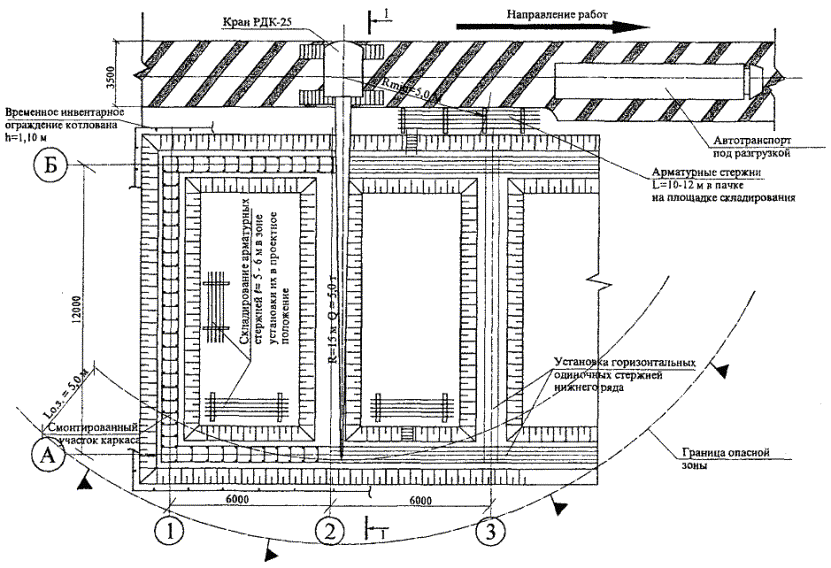 Кран РДК-25
1
Направление работ
3500
Rmin=5,0
Временное инвентарное
ограждение котлована
h=1,10 м
Автотранспорт
под разгрузкой
Арматурные стержни
L=10-12 м в пачке
на площадке складирования
Б
12000
Складирование арматурных
стержней ℓ= 5 - 6 м в зоне
установки их в проектное
положение
R=15 м Q = 5,0 т
Lо.з. = 5,0 м
Установка горизонтальных
одиночных стержней
нижнего ряда
Смонтированный
участок каркаса
А
Граница опасной
зоны
6000
6000
1
2
3
1